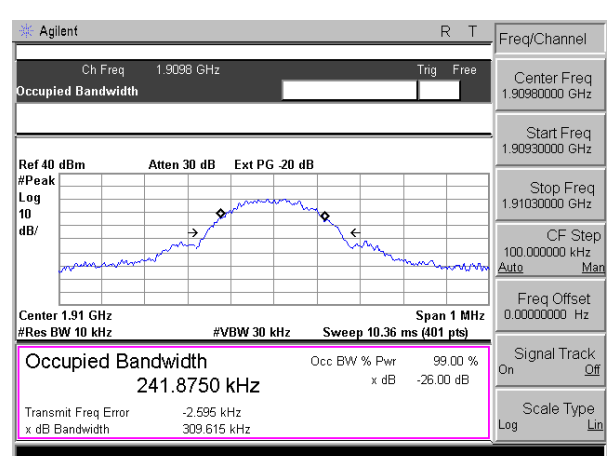 Agilent R T
Freq/Channel
Ch Freq 1.9098 GHz Trig Free
Occupied Bandwidth
Center Freq
1.90980000 GHz
Start Freq
1.90930000 GHz
Stop Freq
1.91030000 GHz
CF Step
100.000000 kHz
Auto Man
Freq Offset
0.00000000 Hz
Signal Track
On Off
Scale Type
Log Lin
Ref 40 dBm Atten 30 dB Ext PG -20 dB
#Peak
Log
10
dB/
Center 1.91 GHz Span 1 MHz
#Res BW 10 kHz #VBW 30 kHz Sweep 10.36 ms (401 pts)
Occupied Bandwidth Occ BW % Pwr 99.00 %
241.8750 kHz x dB -26.00 dB
Transmit Freq Error -2.595 kHz
x dB Bandwidth 309.615 kHz